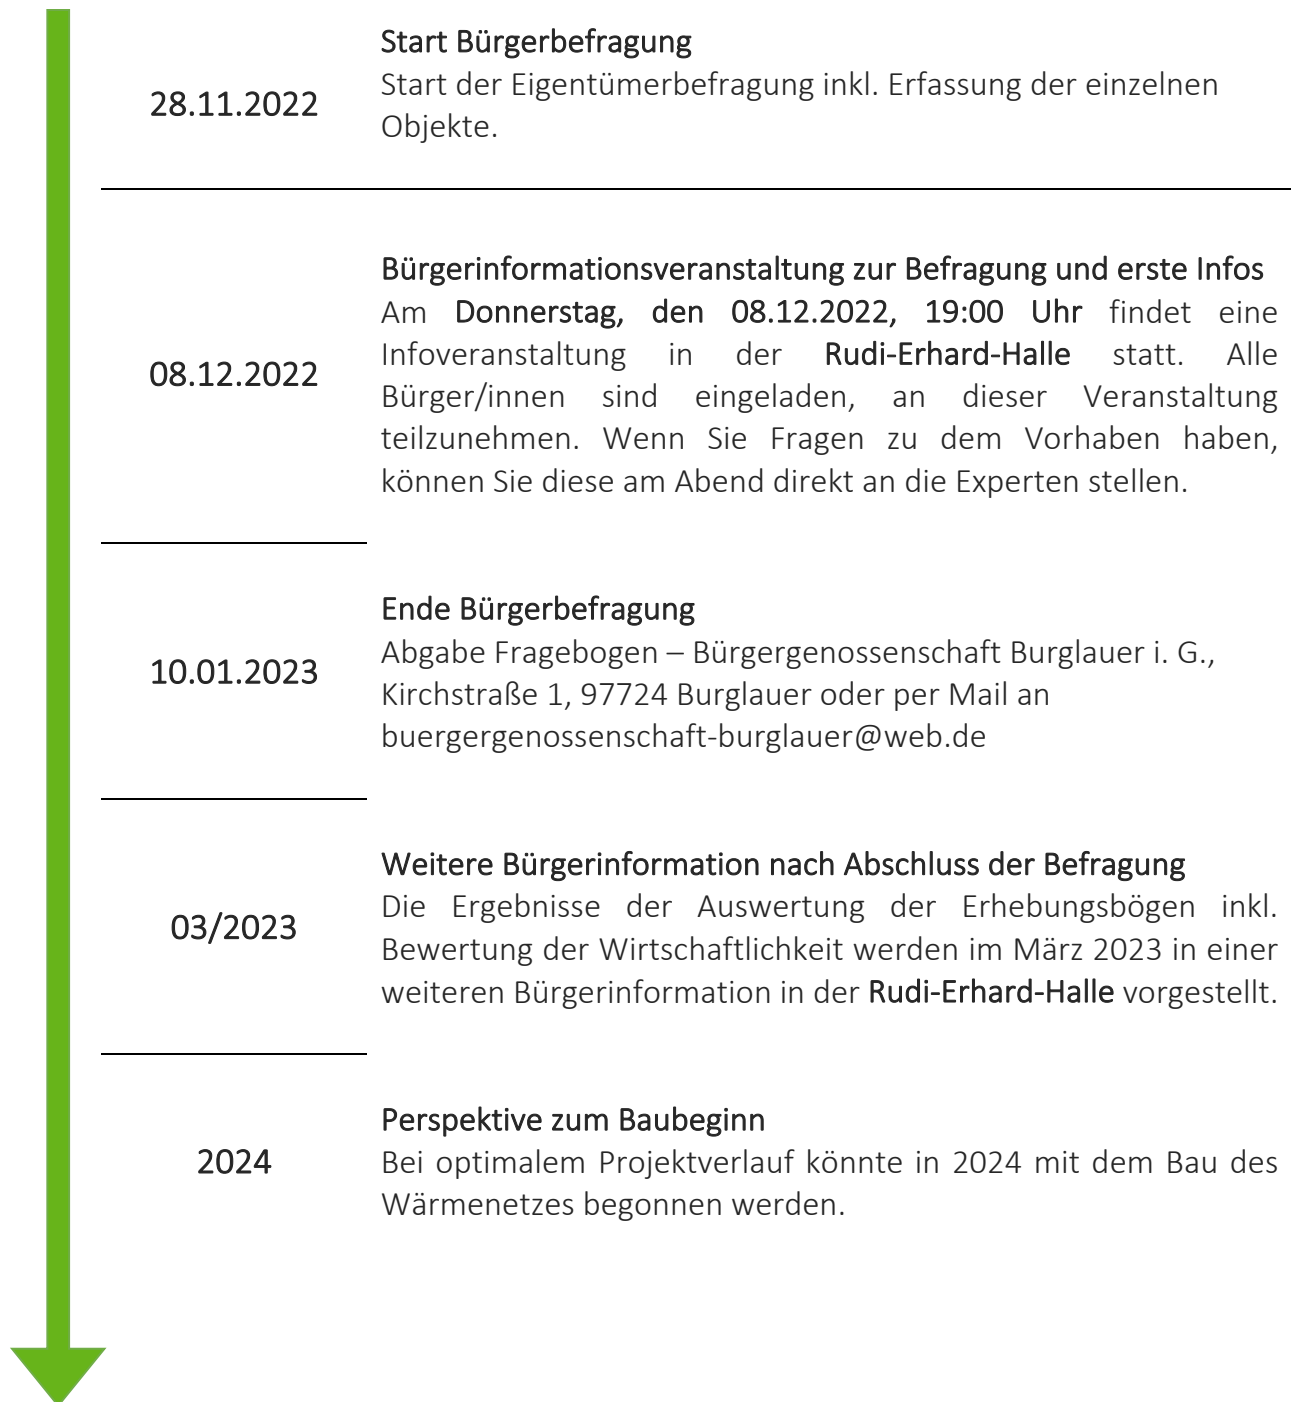 Start Bürgerbefragung
28.11.2022
Start der Eigentümerbefragung inkl. Erfassung der einzelnen
Objekte.
Bürgerinformationsveranstaltung zur Befragung und erste Infos
08.12.2022
Am Donnerstag, den 08.12.2022, 19:00 Uhr findet eine
Infoveranstaltung in der Rudi-Erhard-Halle statt. Alle
Bürger/innen sind eingeladen, an dieser Veranstaltung
teilzunehmen. Wenn Sie Fragen zu dem Vorhaben haben,
können Sie diese am Abend direkt an die Experten stellen.
Ende Bürgerbefragung
10.01.2023
Abgabe Fragebogen – Bürgergenossenschaft Burglauer i. G.,
Kirchstraße 1, 97724 Burglauer oder per Mail an
buergergenossenschaft-burglauer@web.de
Weitere Bürgerinformation nach Abschluss der Befragung
03/2023
Die Ergebnisse der Auswertung der Erhebungsbögen inkl.
Bewertung der Wirtschaftlichkeit werden im März 2023 in einer
weiteren Bürgerinformation in der Rudi-Erhard-Halle vorgestellt.
Perspektive zum Baubeginn
2024
Bei optimalem Projektverlauf könnte in 2024 mit dem Bau des
Wärmenetzes begonnen werden.